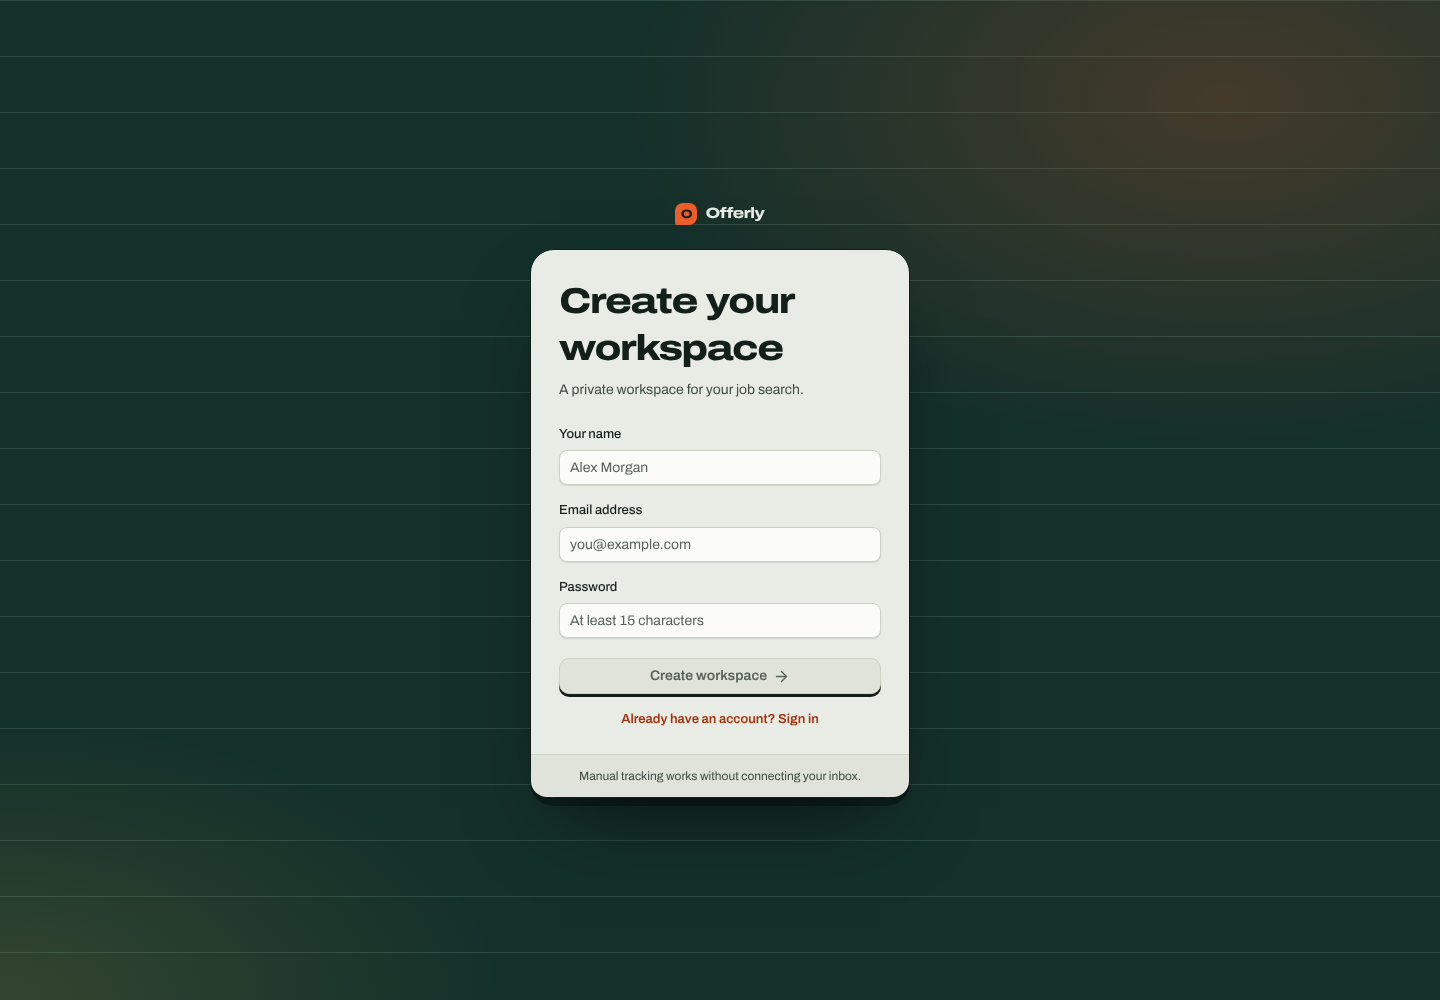 Offerly
Create your
workspace
A private workspace for your job search.
Your name
Alex Morgan
Email address
you@example.com
Password
At least 15 characters
Create workspace →
Already have an account? Sign in
Manual tracking works without connecting your inbox.